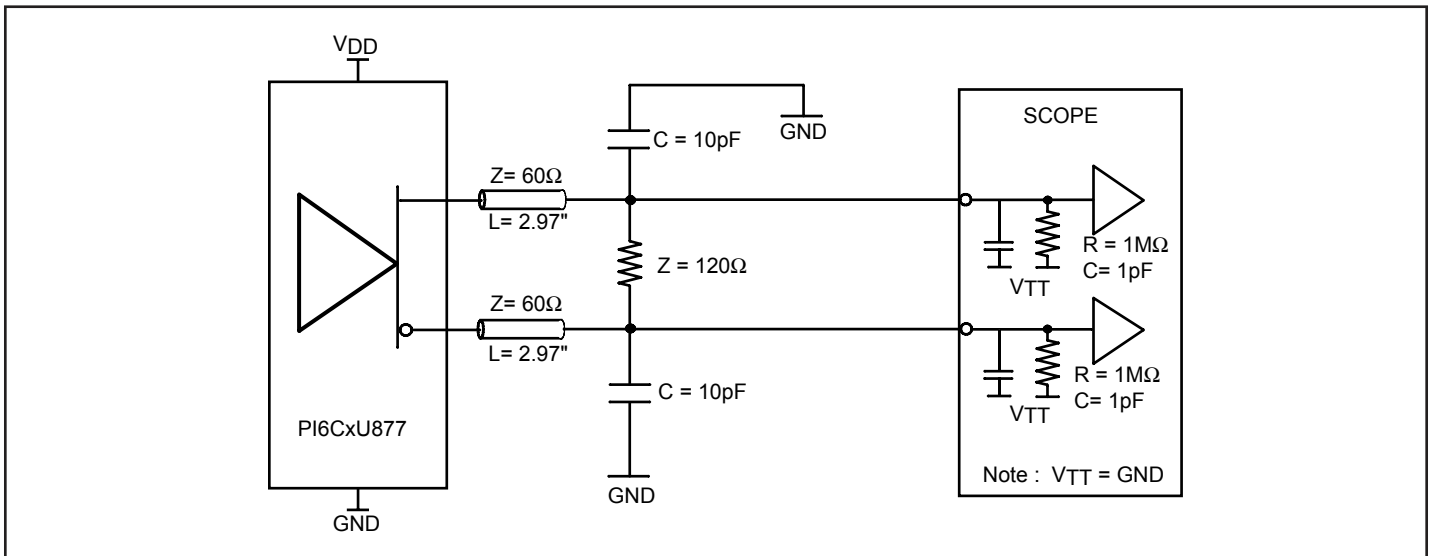 VDD
PI6CxU877
GND
Z= 60Ω
L= 2.97"
Z= 60Ω
L= 2.97"
C = 10pF
GND
Z = 120Ω
C = 10pF
GND
SCOPE
VTT
R = 1MΩ
C= 1pF
VTT
R = 1MΩ
C= 1pF
Note : VTT = GND